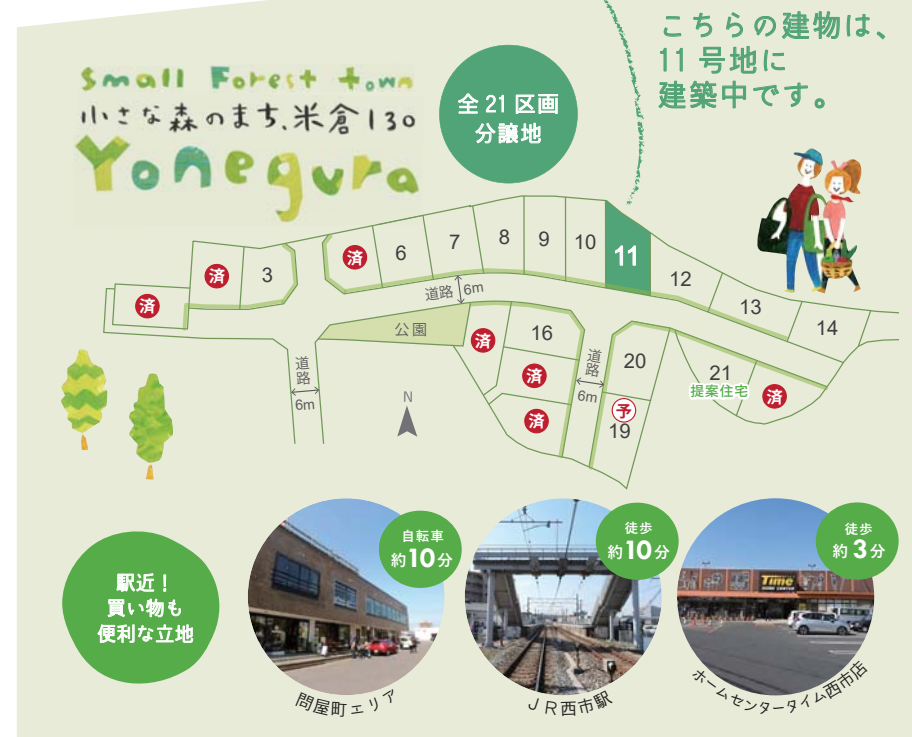 こちらの建物は、
11号地に
建築中です。
Small Forest town
小さな森のまち、米倉130
Yonegura
全21区画
分譲地
済
済
3
済
6
7
8
9
10
11
12
13
14
道路 6m
公園
済
16
済
済
道路
6m
道路
6m
20
予
19
21
提案住宅
済
N
駅近！
買い物も
便利な立地
自転車
約10分
問屋町エリア
徒歩
約10分
JR西市駅
徒歩
約3分
Time
HOME CENTER
ホームセンタータイム西市店